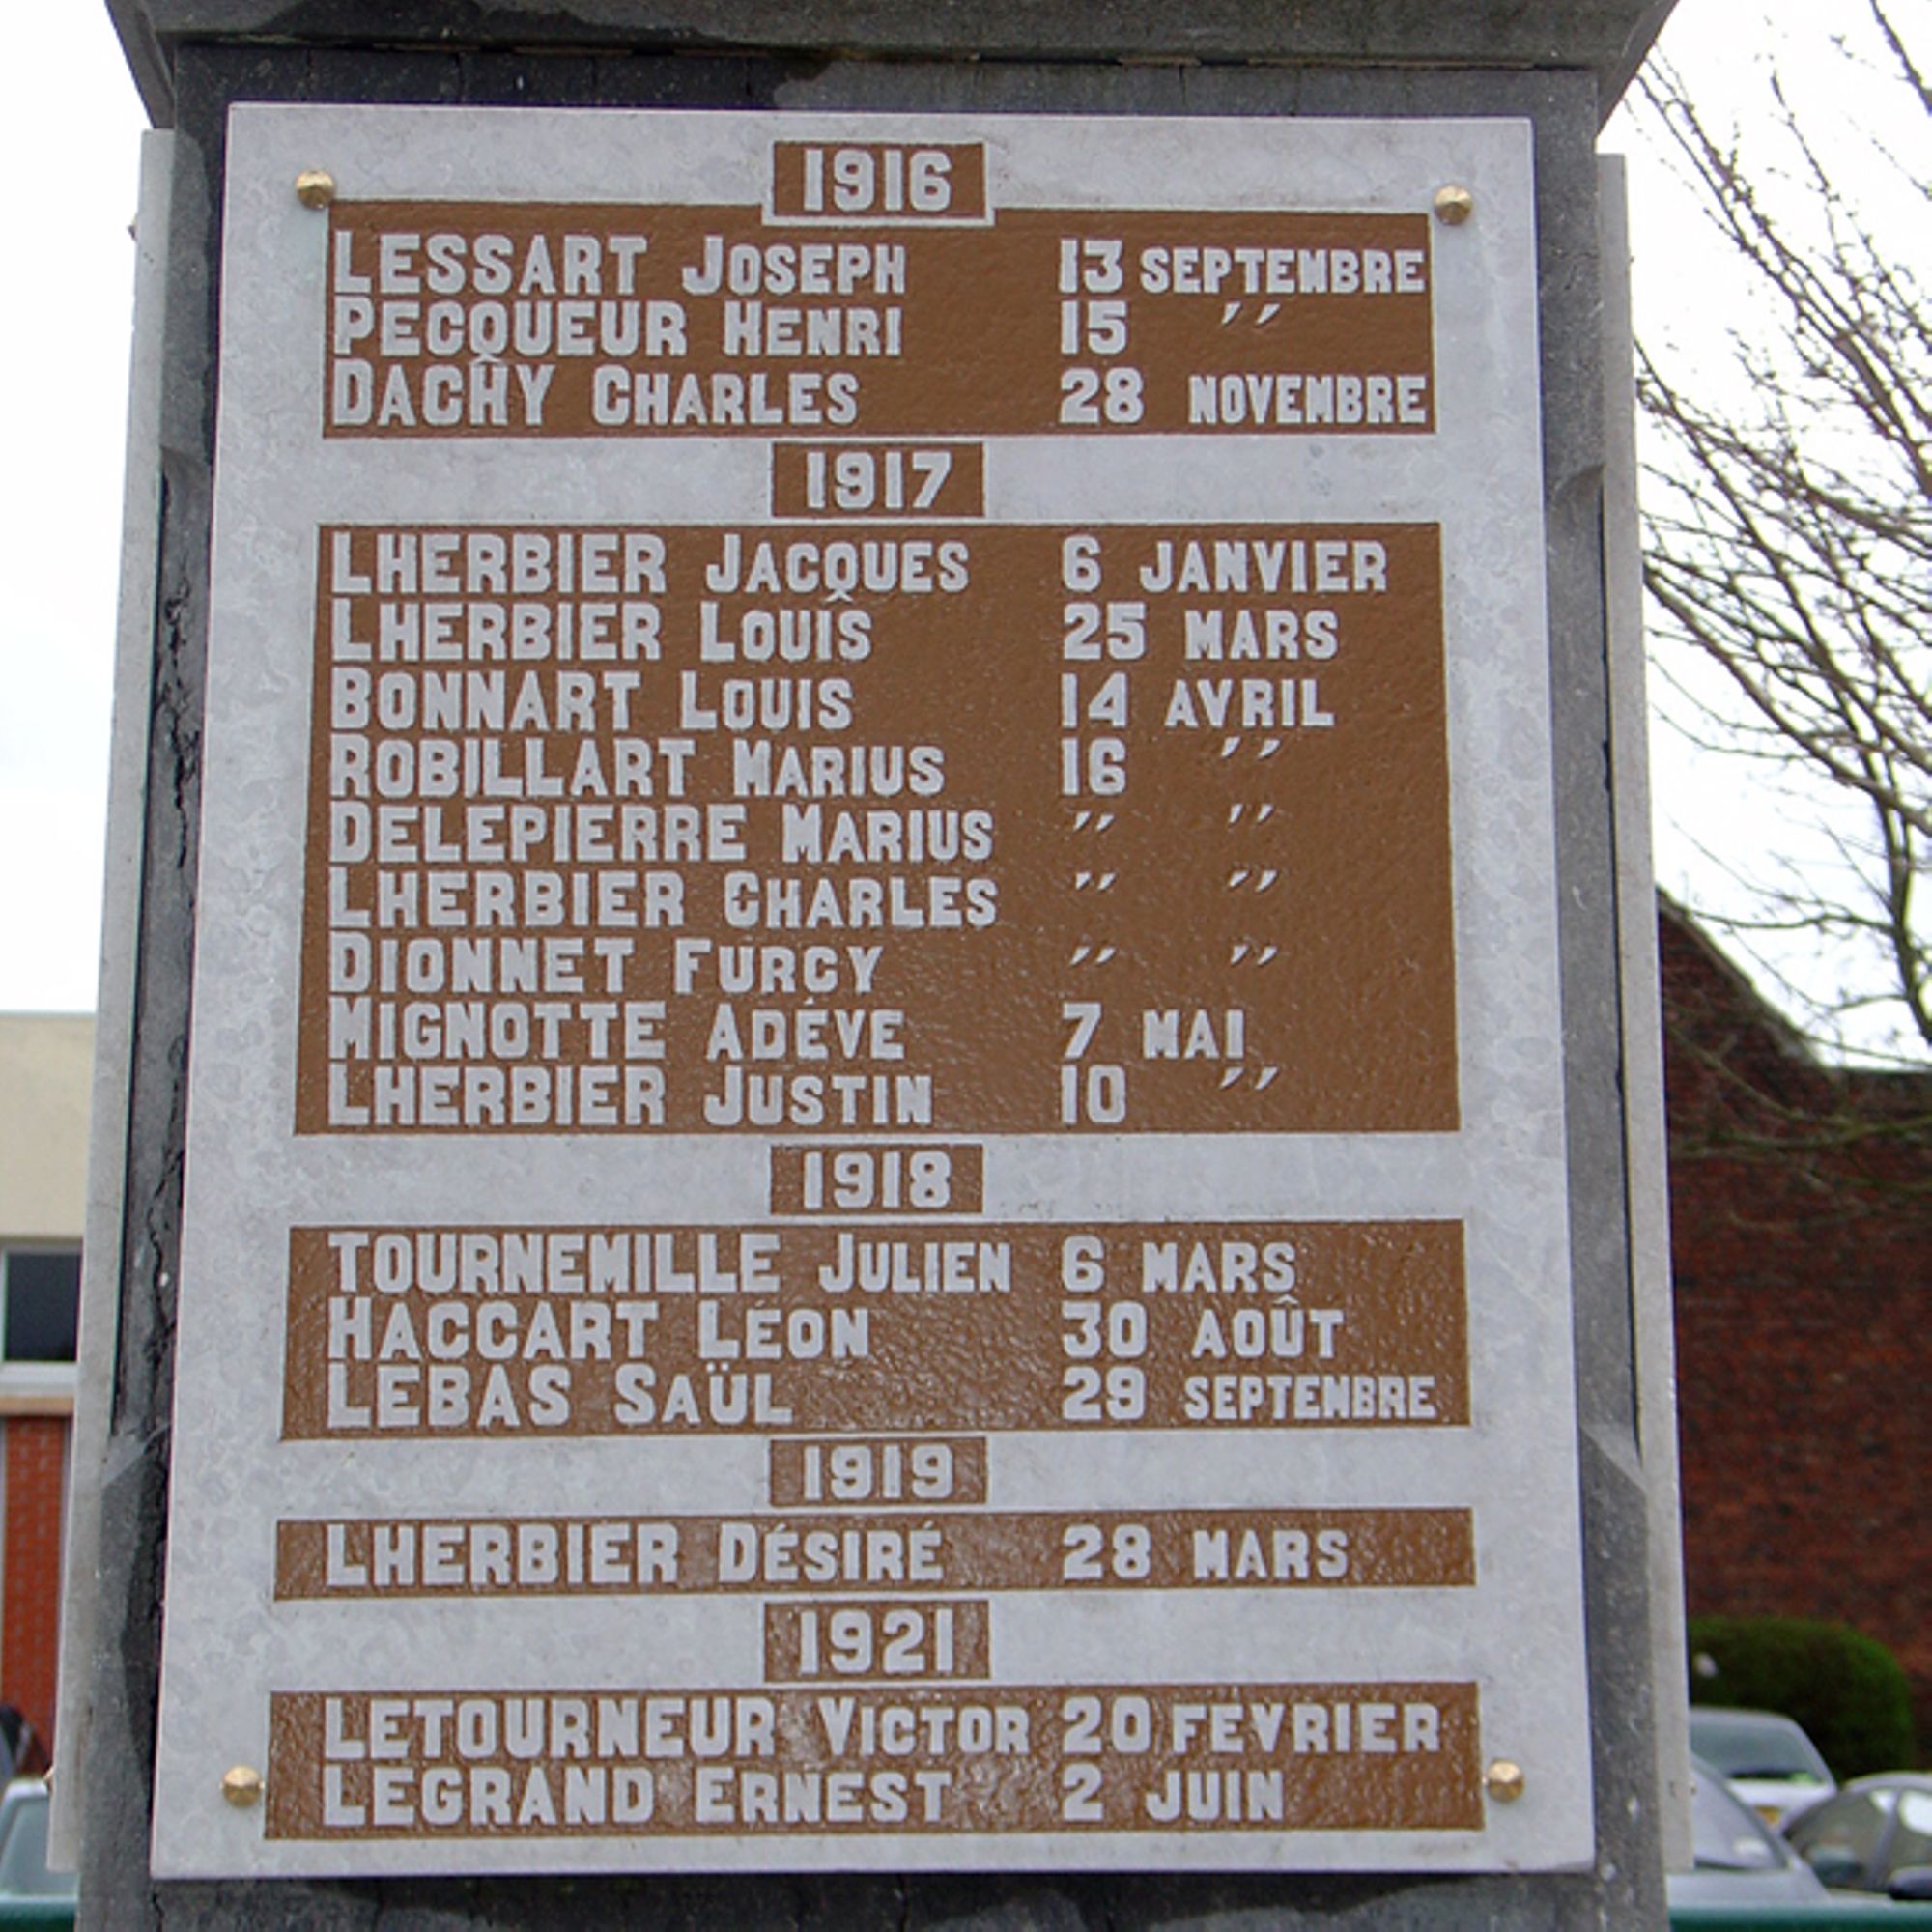 1916
LESSART JOSEPH 13 SEPTEMBRE
PECQUEUR HENRI 15 "
DACHY CHARLES 28 NOVEMBRE
1917
LHERBIER JACQUES 6 JANVIER
LHERBIER LOUIS 25 MARS
BONNART LOUIS 14 AVRIL
ROBILLART MARIUS 16 "
DELEPIERRE MARIUS " "
LHERBIER CHARLES " "
DIONNET FURCY " "
MIGNOTTE ADÉVE 7 MAI
LHERBIER JUSTIN 10 "
1918
TOURNEMILLE JULIEN 6 MARS
HACCART LÉON 30 AOÛT
LEBAS SAÜL 29 SEPTEMBRE
1919
LHERBIER DÉSIRÉ 28 MARS
1921
LETOURNEUR VICTOR 20 FÉVRIER
LEGRAND ERNEST 2 JUIN